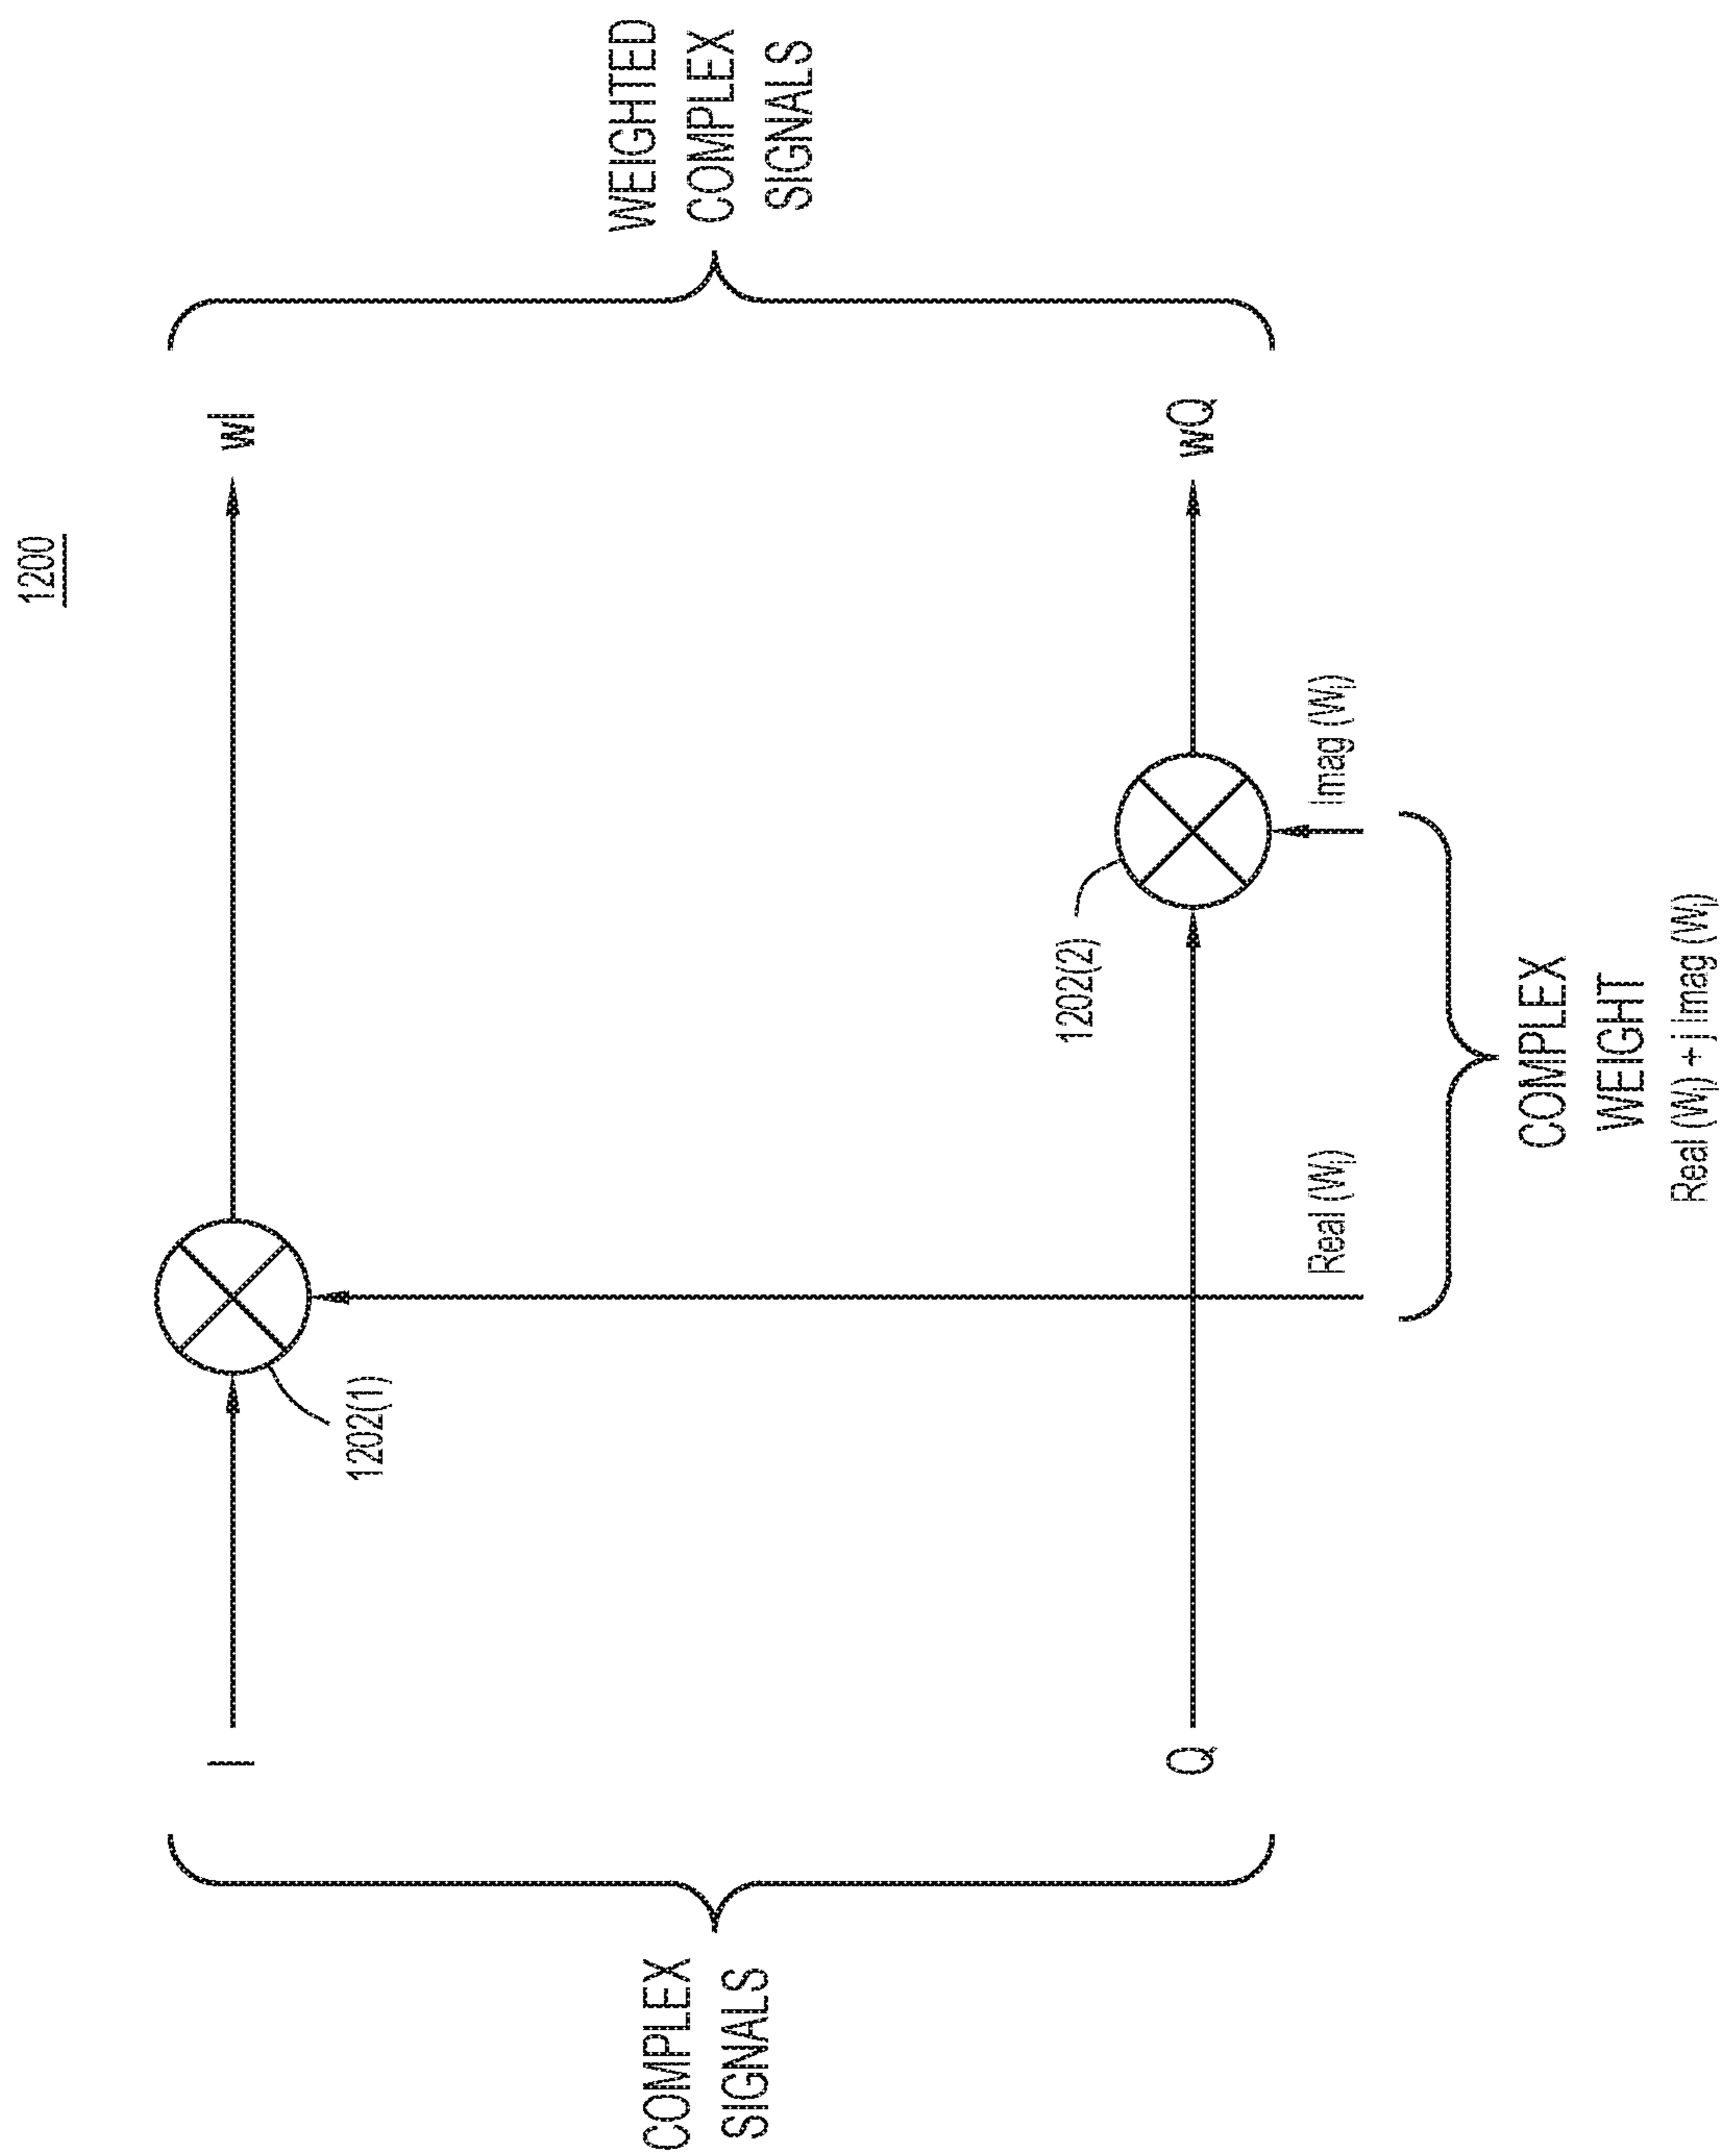 1200
COMPLEX
SIGNALS
I
Q
1202(1)
1202(2)
wI
wQ
WEIGHTED
COMPLEX
SIGNALS
Real (Wᵢ)
Imag (Wᵢ)
COMPLEX
WEIGHT
Real (Wᵢ) + j Imag (Wᵢ)